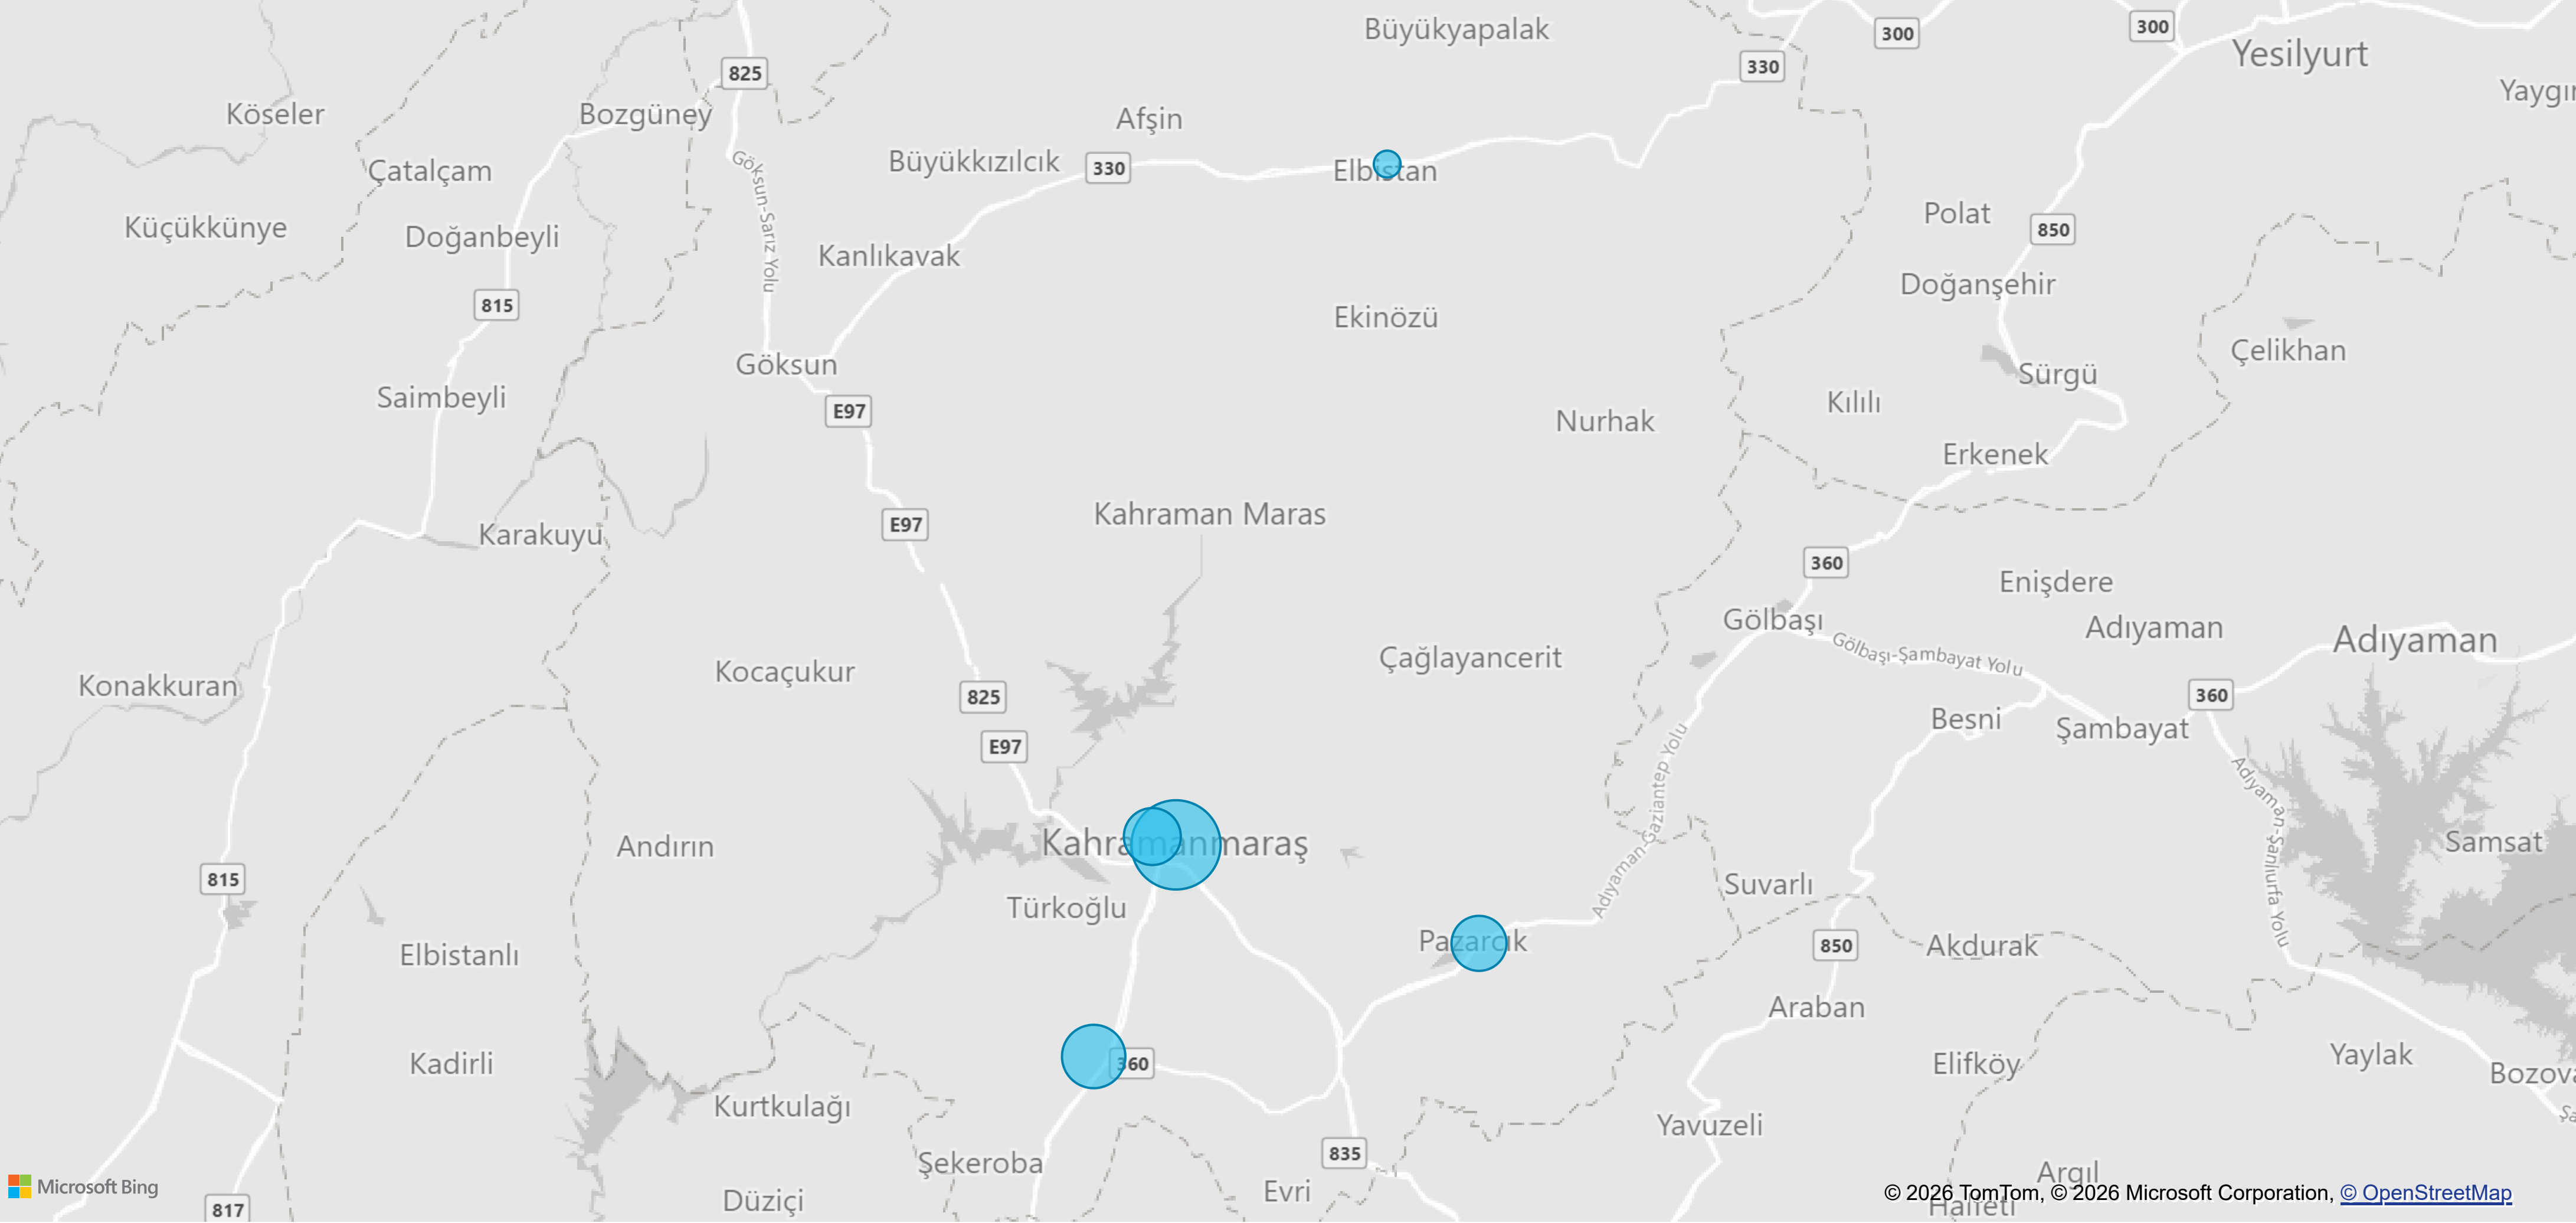 Büyükyapalak
300
300
Yesilyurt
330
825
Yaygın
Köseler
Bozgüney
Afşin
Büyükkızılcık
330
Elbistan
Çatalçam
Göksun-Sarız Yolu
Polat
Küçükkünye
Doğanbeyli
850
Kanlıkavak
Doğanşehir
815
Ekinözü
Çelikhan
Göksun
Sürgü
Saimbeyli
E97
Kılılı
Nurhak
Erkenek
Kahraman Maras
E97
Karakuyu
360
Enişdere
Gölbaşı
Adıyaman
Adıyaman
Gölbaşı-Şambayat Yolu
Çağlayancerit
Kocaçukur
Konakkuran
825
360
Besni
Şambayat
E97
Adıyaman-Gaziantep Yolu
Adıyaman-Şanlıurfa Yolu
Andırın
Kahramanmaraş
Samsat
815
Suvarlı
Türkoğlu
Pazarcık
850
Akdurak
Elbistanlı
Araban
Kadirli
360
Elifköy
Yaylak
Bozova
Kurtkulağı
Yavuzeli
Şekeroba
835
Argıl
Microsoft Bing
Düziçi
Evri
© 2026 TomTom, © 2026 Microsoft Corporation, © OpenStreetMap
Halfeti
817